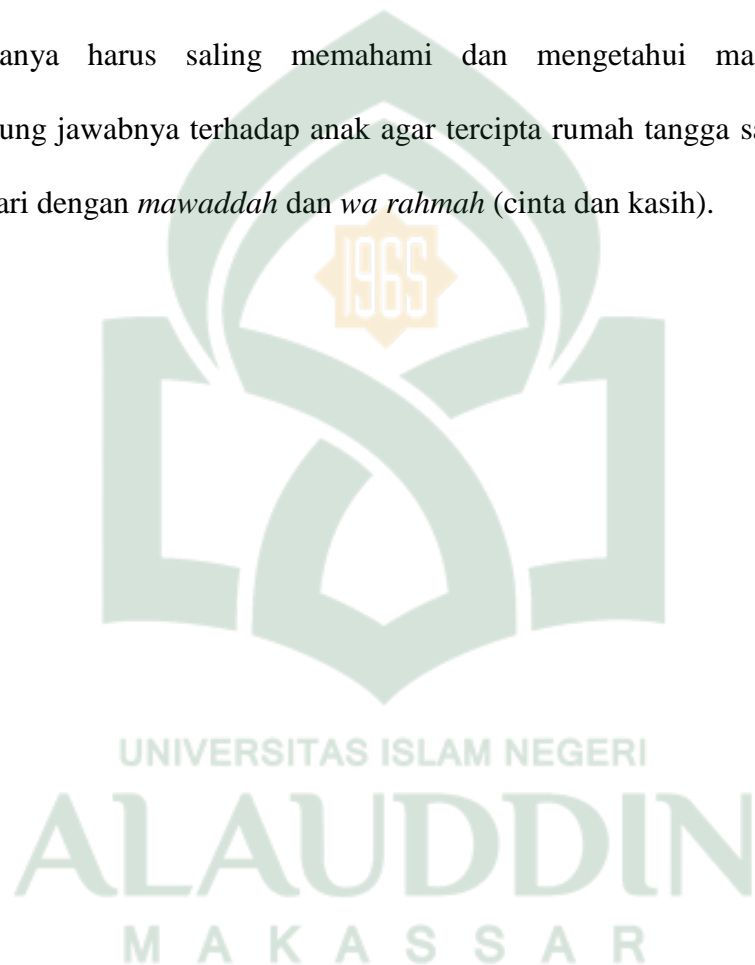 anya harus saling memahami dan mengetahui ma
ung jawabnya terhadap anak agar tercipta rumah tangga sa
ari dengan mawaddah dan wa rahmah (cinta dan kasih).
1965
UNIVERSITAS ISLAM NEGERI
ALAUDDIN
MAKASSAR